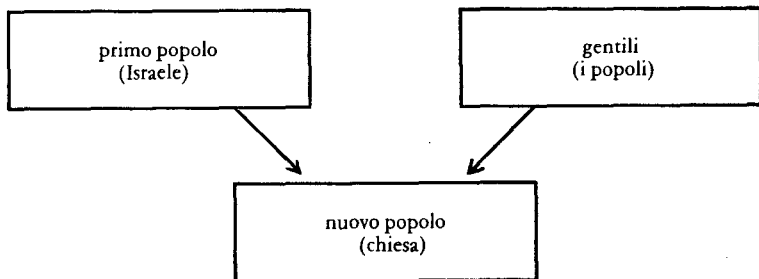 primo popolo
(Israele)
gentili
(i popoli)
nuovo popolo
(chiesa)